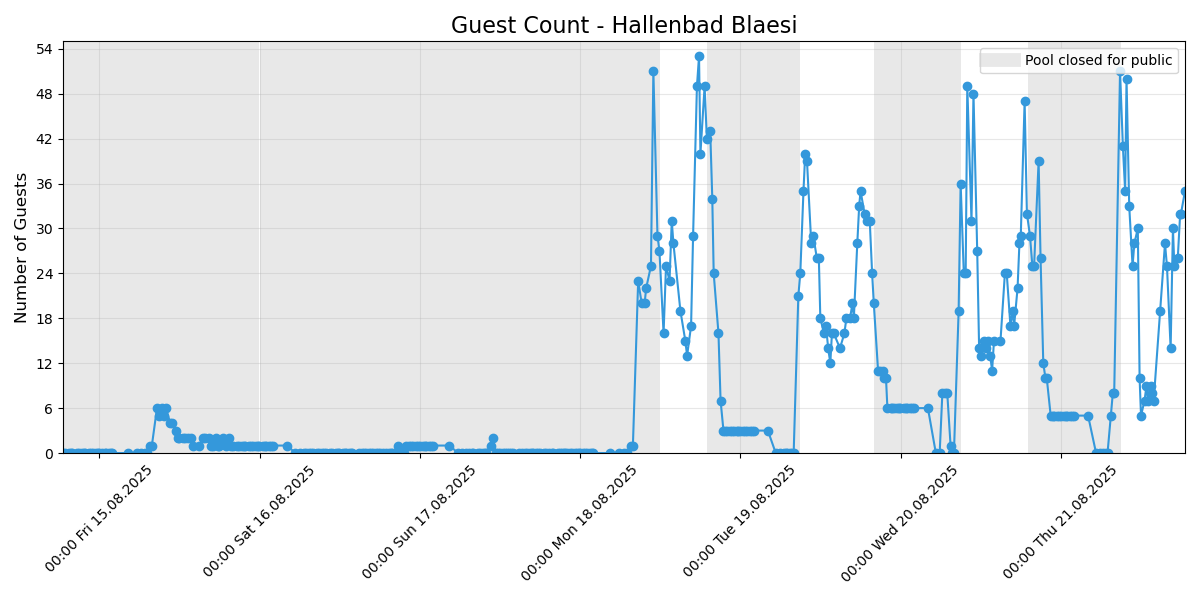 Guest Count - Hallenbad Blaesi
Pool closed for public
Number of Guests
54
48
42
36
30
24
18
12
6
0
00:00 Fri 15.08.2025
00:00 Sat 16.08.2025
00:00 Sun 17.08.2025
00:00 Mon 18.08.2025
00:00 Tue 19.08.2025
00:00 Wed 20.08.2025
00:00 Thu 21.08.2025